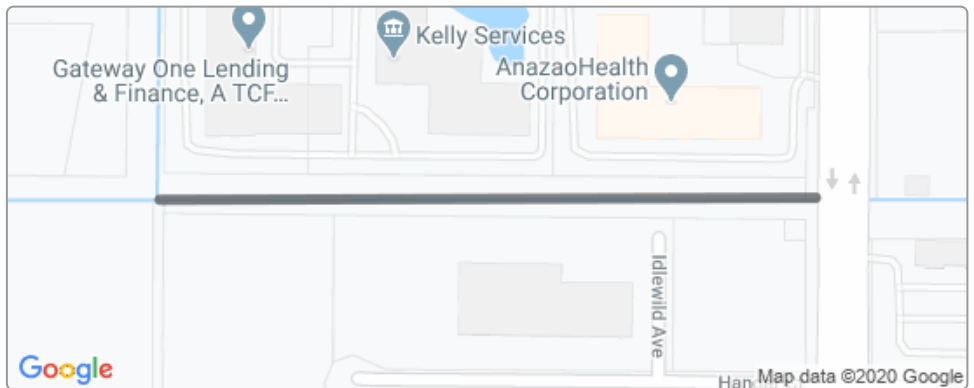 Kelly Services
Gateway One Lending
& Finance, A TCF...
AnazaoHealth
Corporation
Idlewild Ave
Google
Map data ©2020 Google